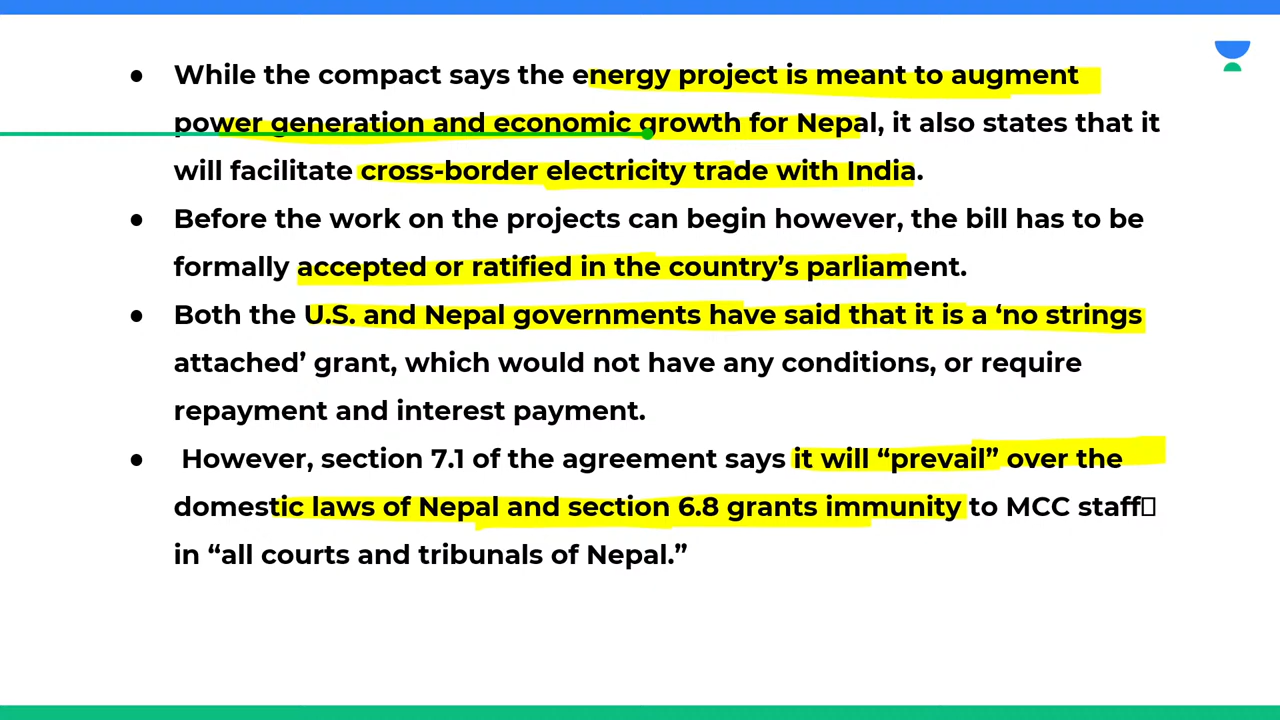 ● While the compact says the energy project is meant to augment
power generation and economic growth for Nepal, it also states that it
will facilitate cross-border electricity trade with India.
● Before the work on the projects can begin however, the bill has to be
formally accepted or ratified in the country’s parliament.
● Both the U.S. and Nepal governments have said that it is a ‘no strings
attached’ grant, which would not have any conditions, or require
repayment and interest payment.
● However, section 7.1 of the agreement says it will “prevail” over the
domestic laws of Nepal and section 6.8 grants immunity to MCC staff
in “all courts and tribunals of Nepal.”